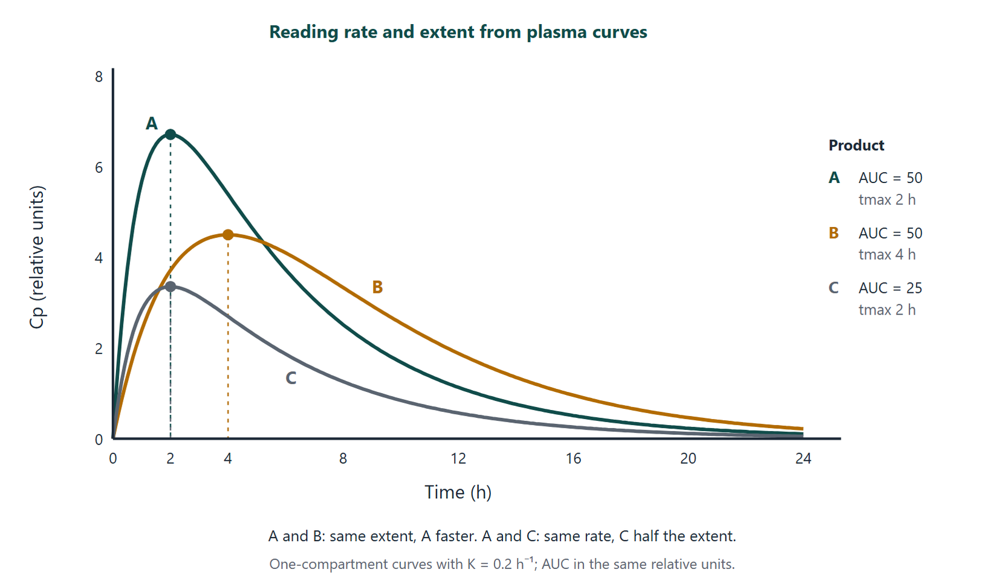 Reading rate and extent from plasma curves
8
6
4
2
0
Cp (relative units)
A
B
C
0 2 4 8 12 16 20 24
Time (h)
Product
A AUC = 50
tmax 2 h
B AUC = 50
tmax 4 h
C AUC = 25
tmax 2 h
A and B: same extent, A faster. A and C: same rate, C half the extent.
One-compartment curves with K = 0.2 h⁻¹; AUC in the same relative units.